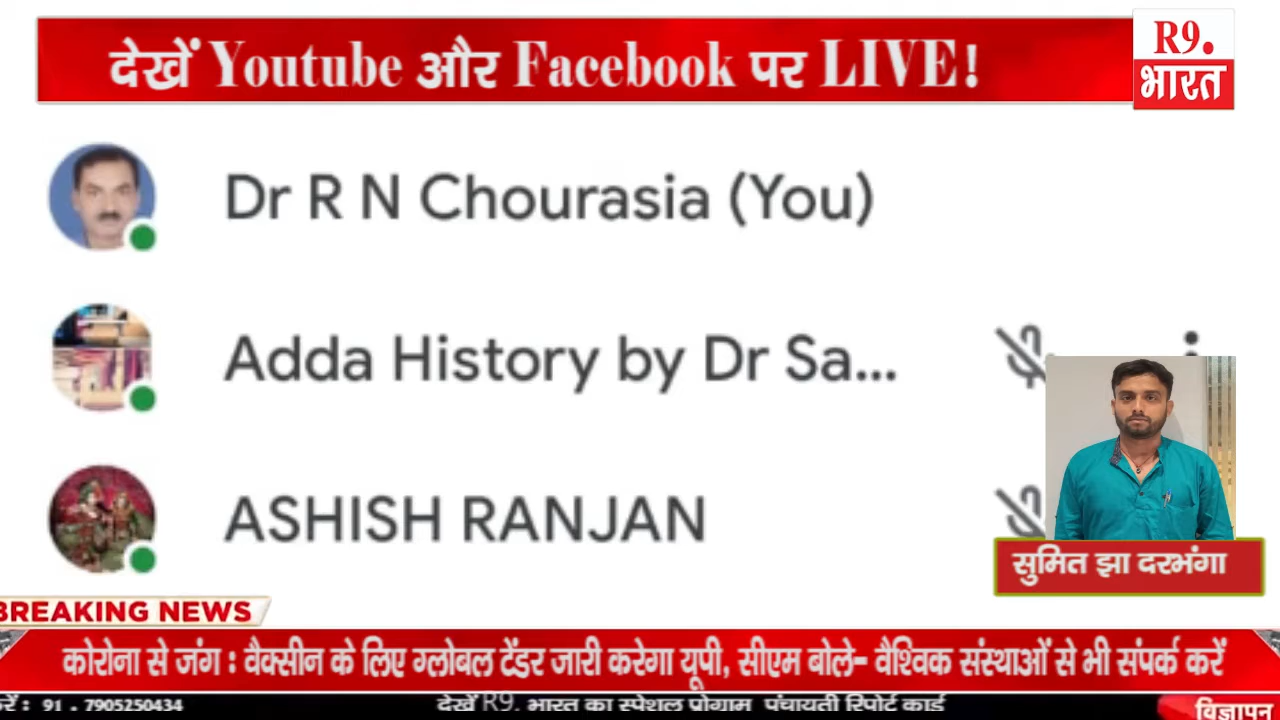 देखें Youtube और Facebook पर LIVE!
R9.
भारत
Dr R N Chourasia (You)
Adda History by Dr Sa...
ASHISH RANJAN
सुमित झा दरभंगा
BREAKING NEWS
कोरोना से जंग : वैक्सीन के लिए ग्लोबल टेंडर जारी करेगा यूपी, सीएम बोले- वैश्विक संस्थाओं से भी संपर्क करें
रें : 91 . 7905250434 देखें R9. भारत का स्पेशल प्रोग्राम पंचायती रिपोर्ट कार्ड विज्ञापन